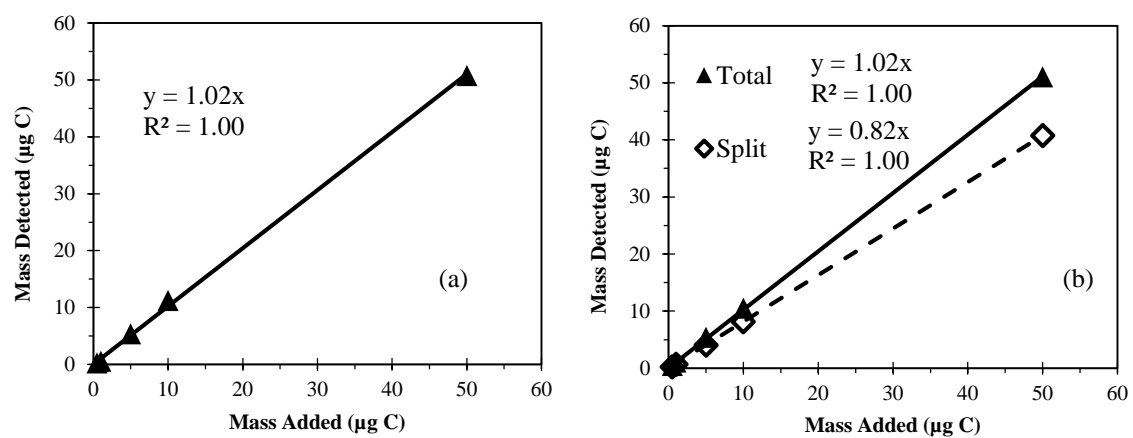 60
50
40
30
20
10
0
Mass Detected (µg C)
y = 1.02x
R² = 1.00
(a)
0 10 20 30 40 50 60
Mass Added (µg C)
60
50
40
30
20
10
0
Mass Detected (µg C)
Total y = 1.02x
R² = 1.00
Split y = 0.82x
R² = 1.00
(b)
0 10 20 30 40 50 60
Mass Added (µg C)